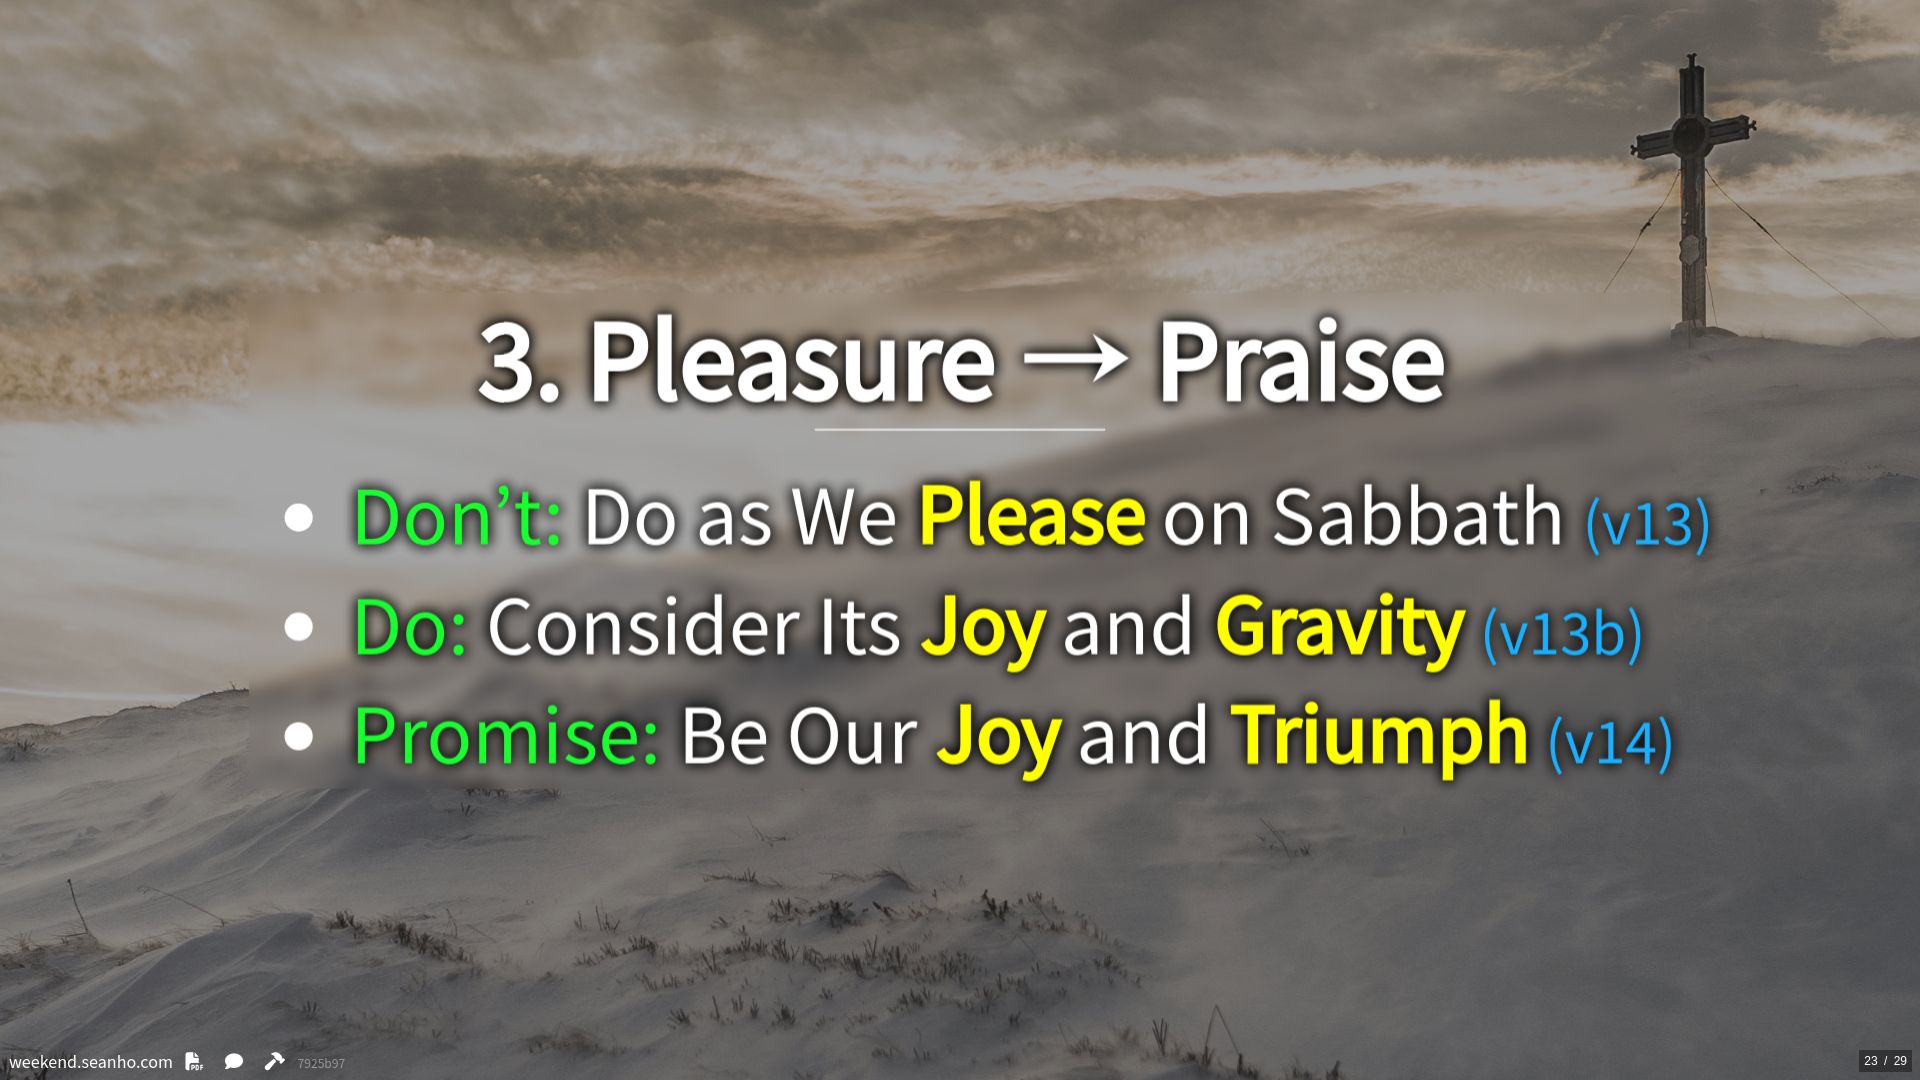 3. Pleasure → Praise
• Don’t: Do as We Please on Sabbath (v13)
• Do: Consider Its Joy and Gravity (v13b)
• Promise: Be Our Joy and Triumph (v14)
weekend.seanho.com PDF 7925b97
23 / 29